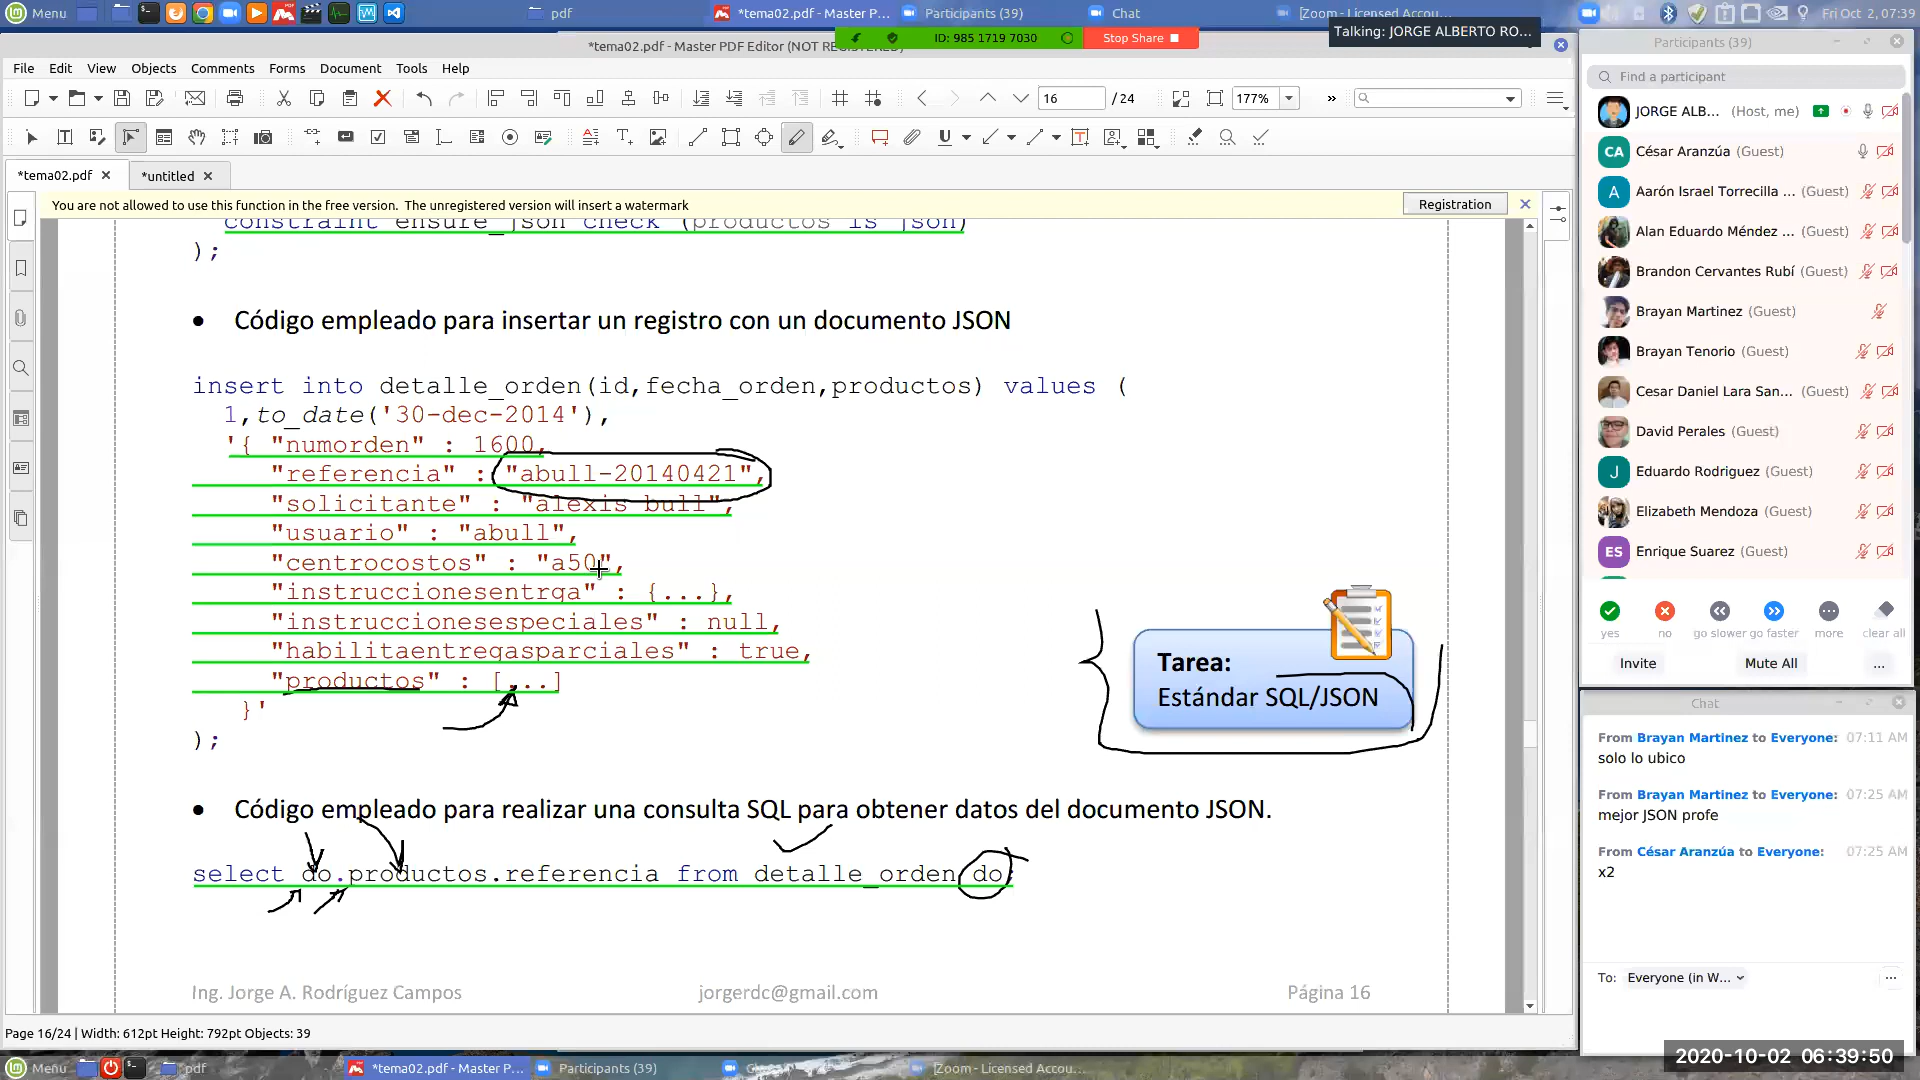 Menu
pdf
*tema02.pdf - Master P...
Participants (39)
Chat
[Zoom - Licensed Accou...
Fri Oct 2, 07:39
*tema02.pdf - Master PDF Editor (NOT REGISTERED)
ID: 985 1719 7030
Stop Share
Talking: JORGE ALBERTO RO...
File Edit View Objects Comments Forms Document Tools Help
16 / 24
177%
*tema02.pdf
*untitled
You are not allowed to use this function in the free version. The unregistered version will insert a watermark
Registration
constraint ensure_json check (productos is json)
);
• Código empleado para insertar un registro con un documento JSON
insert into detalle_orden(id,fecha_orden,productos) values (
1,to_date('30-dec-2014'),
'{ "numorden" : 1600,
"referencia" : "abull-20140421",
"solicitante" : "alexis bull",
"usuario" : "abull",
"centrocostos" : "a50",
"instruccionesentrga" : {...},
"instruccionesespeciales" : null,
"habilitaentregasparciales" : true,
"productos" : [...]
}'
);
Tarea:
Estándar SQL/JSON
• Código empleado para realizar una consulta SQL para obtener datos del documento JSON.
select do.productos.referencia from detalle_orden do
Ing. Jorge A. Rodríguez Campos
jorgerdc@gmail.com
Página 16
Page 16/24 | Width: 612pt Height: 792pt Objects: 39
Participants (39)
Find a participant
JORGE ALB... (Host, me)
CA César Aranzúa (Guest)
A Aarón Israel Torrecilla ... (Guest)
Alan Eduardo Méndez ... (Guest)
Brandon Cervantes Rubí (Guest)
Brayan Martinez (Guest)
Brayan Tenorio (Guest)
Cesar Daniel Lara San... (Guest)
David Perales (Guest)
J Eduardo Rodriguez (Guest)
Elizabeth Mendoza (Guest)
ES Enrique Suarez (Guest)
yes no go slower go faster more clear all
Invite
Mute All
...
Chat
From Brayan Martinez to Everyone: 07:11 AM
solo lo ubico
From Brayan Martinez to Everyone: 07:25 AM
mejor JSON profe
From César Aranzúa to Everyone: 07:25 AM
x2
To: Everyone (in W...
Menu
pdf
*tema02.pdf - Master P...
Participants (39)
[Zoom - Licensed Accou...
2020-10-02 06:39:50